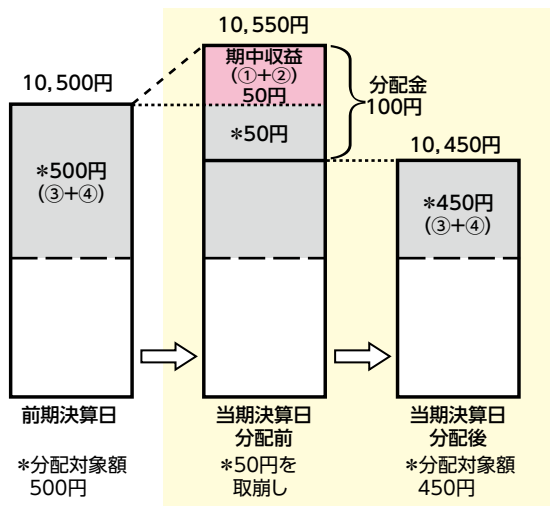 10,500円
*500円
(③+④)
前期決算日
*分配対象額
500円
10,550円
期中収益
(①+②)
50円
*50円
分配金
100円
当期決算日
分配前
*50円を
取崩し
10,450円
*450円
(③+④)
当期決算日
分配後
*分配対象額
450円